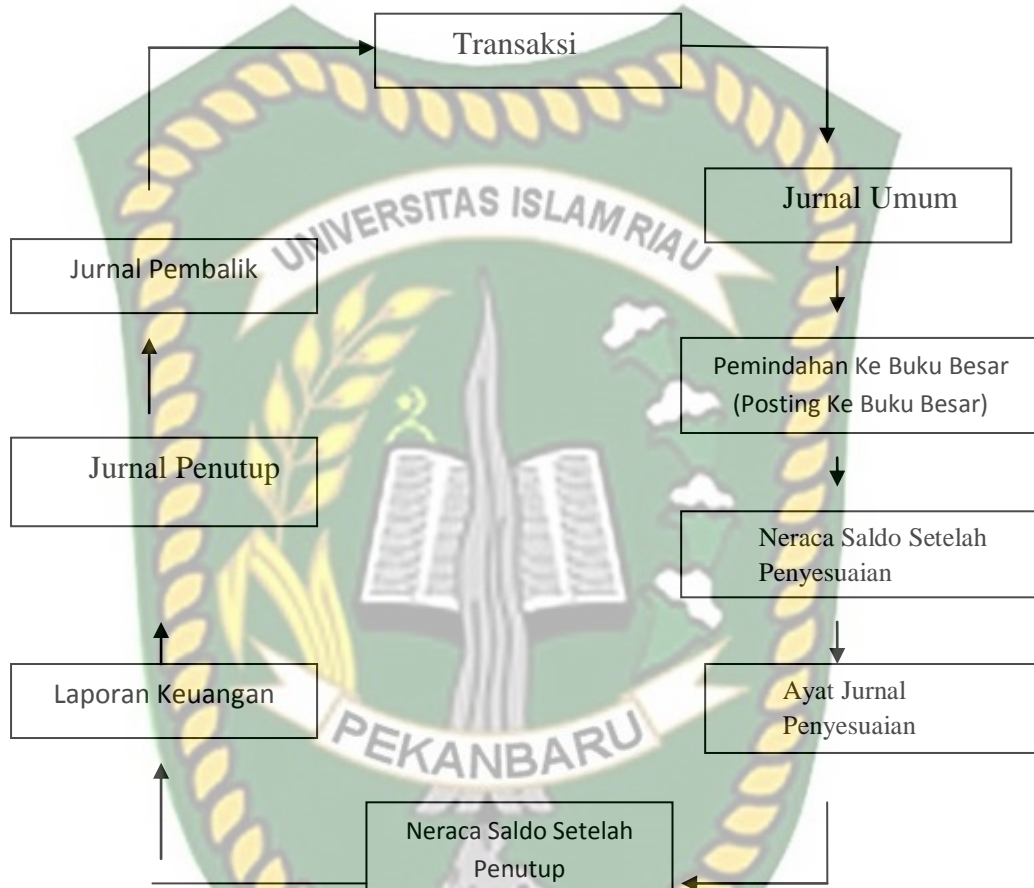 Transaksi
Jurnal Umum
Pemindahan Ke Buku Besar
(Posting Ke Buku Besar)
Neraca Saldo Setelah
Penyesuaian
Ayat Jurnal
Penyesuaian
Neraca Saldo Setelah
Penutup
Laporan Keuangan
Jurnal Penutup
Jurnal Pembalik
UNIVERSITAS ISLAM RIAU
PEKANBARU